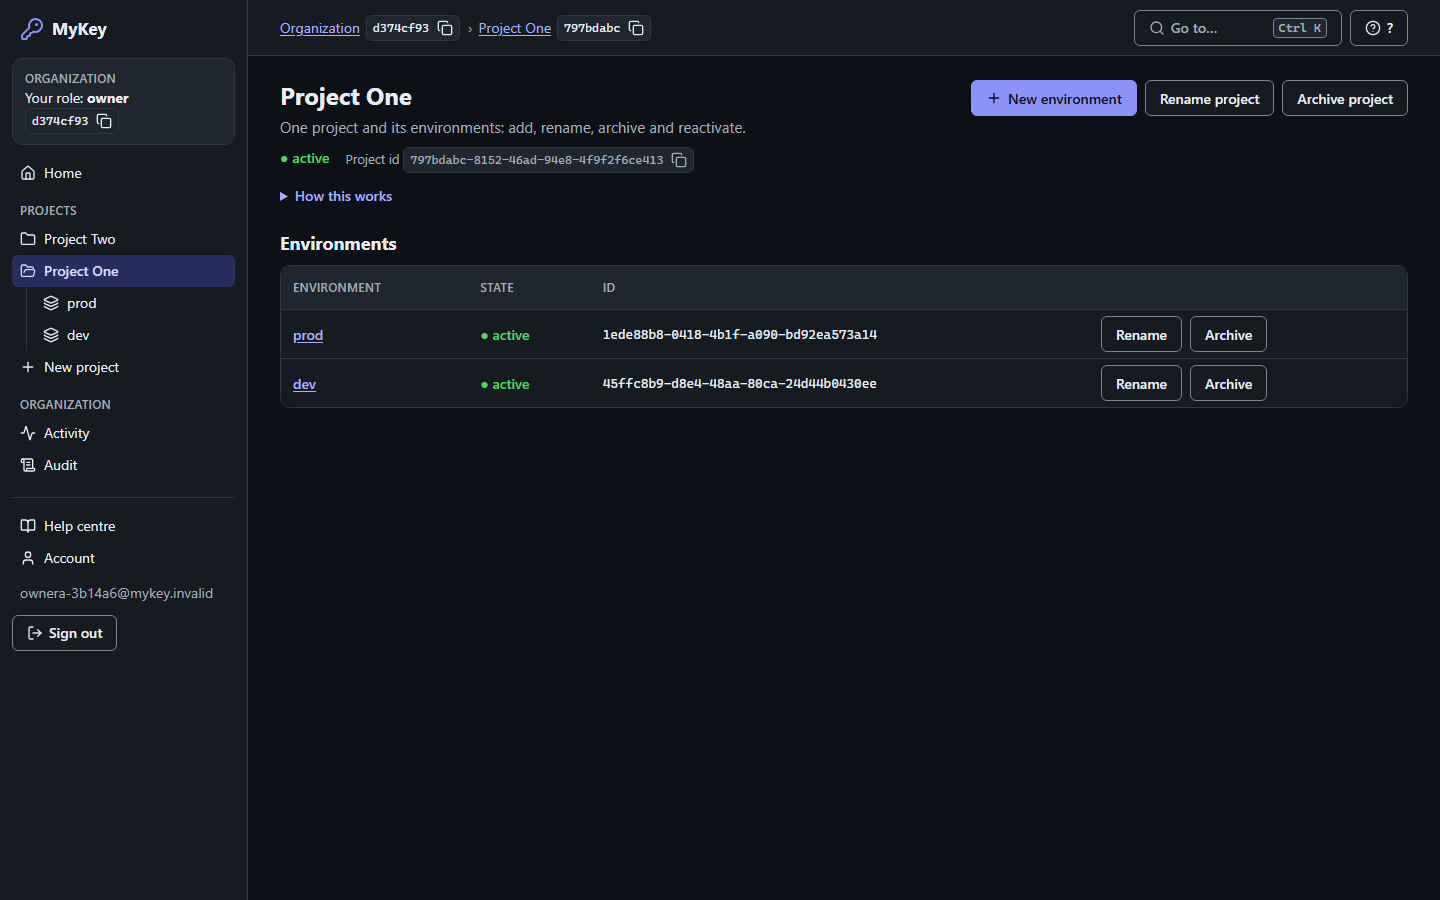 MyKey
ORGANIZATION
Your role: owner
d374cf93
Home
PROJECTS
Project Two
Project One
prod
dev
New project
ORGANIZATION
Activity
Audit
Help centre
Account
ownera-3b14a6@mykey.invalid
Sign out
Organization d374cf93 › Project One 797bdabc
Go to... Ctrl K
?
Project One
New environment
Rename project
Archive project
One project and its environments: add, rename, archive and reactivate.
active Project id 797bdabc-8152-46ad-94e8-4f9f2f6ce413
How this works
Environments
ENVIRONMENT STATE ID
prod active 1ede88b8-0418-4b1f-a090-bd92ea573a14 Rename Archive
dev active 45ffc8b9-d8e4-48aa-80ca-24d44b0430ee Rename Archive